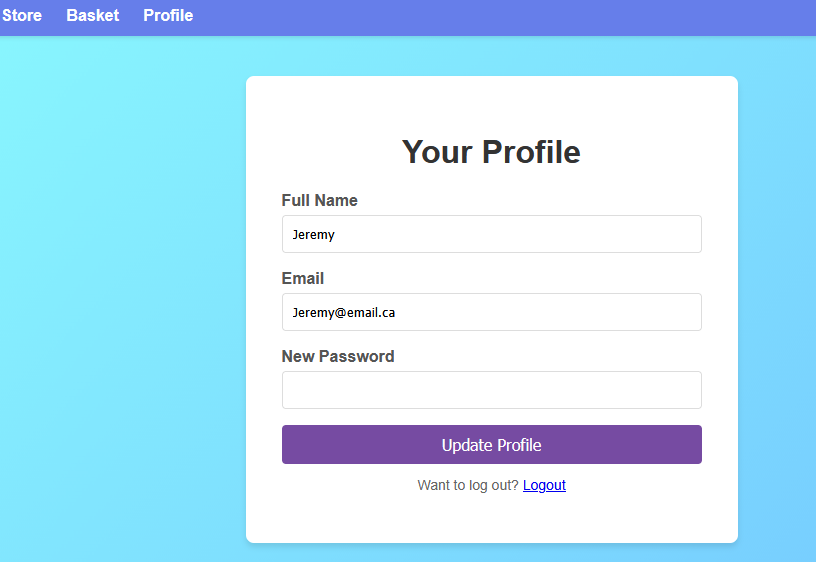 Store Basket Profile
Your Profile
Full Name
Jeremy
Email
Jeremy@email.ca
New Password
Update Profile
Want to log out? Logout